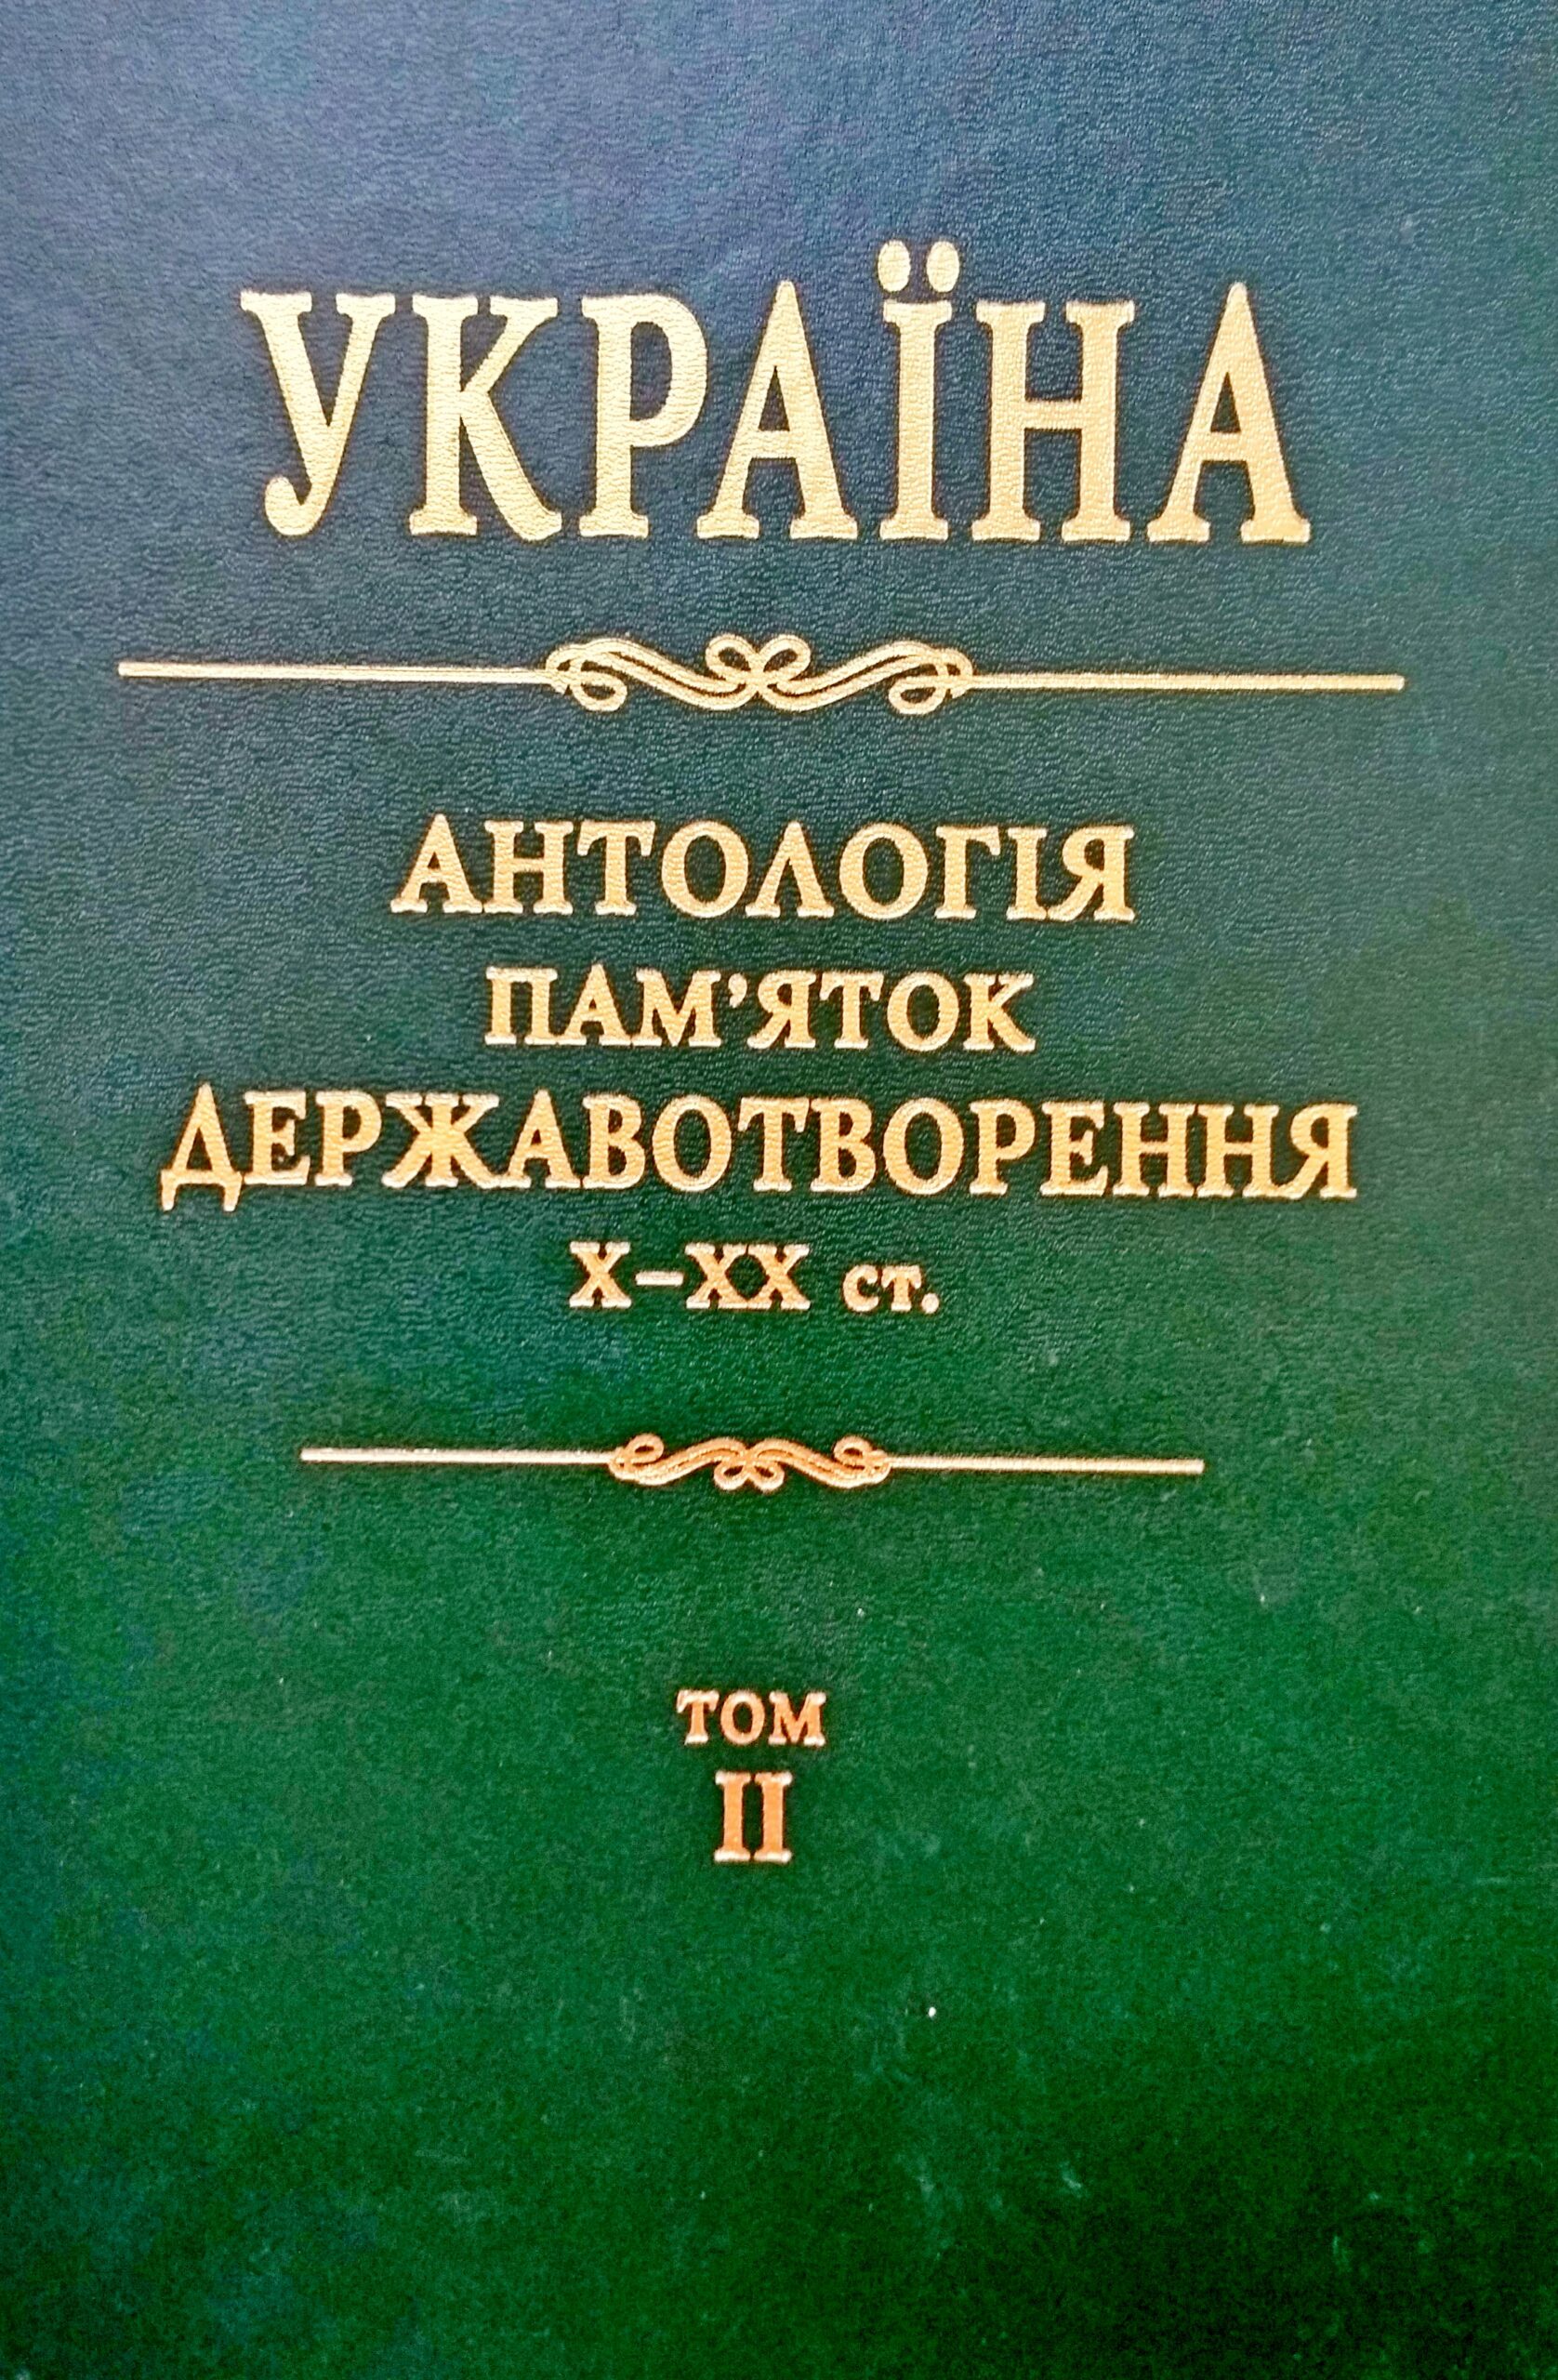 УКРАЇНА
АНТОЛОГІЯ
ПАМ’ЯТОК
ДЕРЖАВОТВОРЕННЯ
X–XX ст.
ТОМ
II